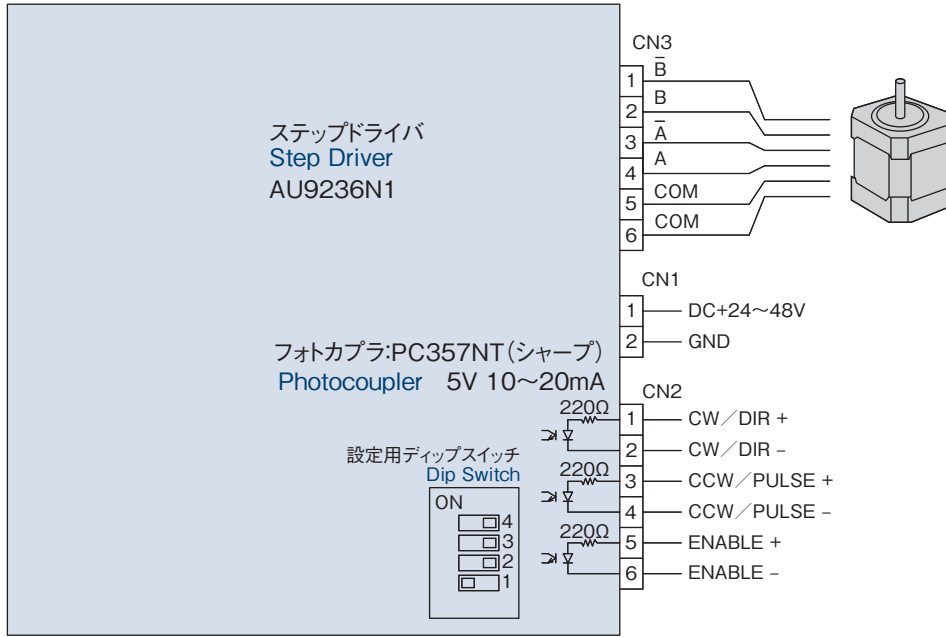 ステップドライバ
Step Driver
AU9236N1
フォトカプラ:PC357NT(シャープ)
Photocoupler 5V 10～20mA
設定用ディップスイッチ
Dip Switch
ON
4
3
2
1
220Ω
220Ω
220Ω
CN3
1 B̅
2 B
3 A̅
4 A
5 COM
6 COM
CN1
1 DC+24～48V
2 GND
CN2
1 CW／DIR +
2 CW／DIR −
3 CCW／PULSE +
4 CCW／PULSE −
5 ENABLE +
6 ENABLE −